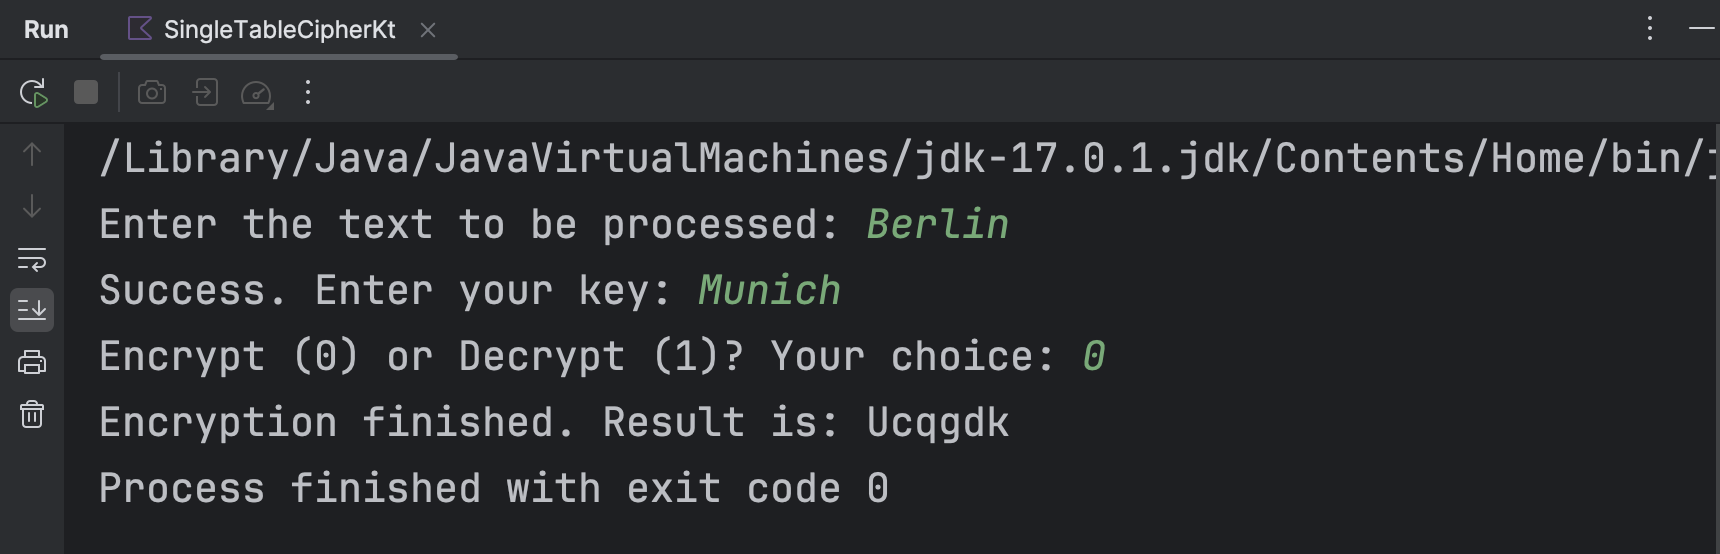 Run SingleTableCipherKt
/Library/Java/JavaVirtualMachines/jdk-17.0.1.jdk/Contents/Home/bin/
Enter the text to be processed: Berlin
Success. Enter your key: Munich
Encrypt (0) or Decrypt (1)? Your choice: 0
Encryption finished. Result is: Ucqgdk
Process finished with exit code 0